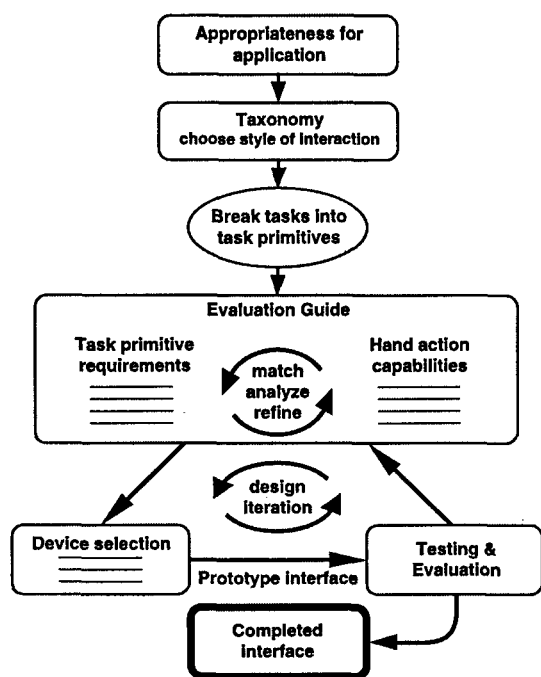 Appropriateness for
application
Taxonomy
choose style of interaction
Break tasks into
task primitives
Evaluation Guide
Task primitive
requirements
match
analyze
refine
Hand action
capabilities
design
iteration
Device selection
Prototype interface
Testing &
Evaluation
Completed
interface